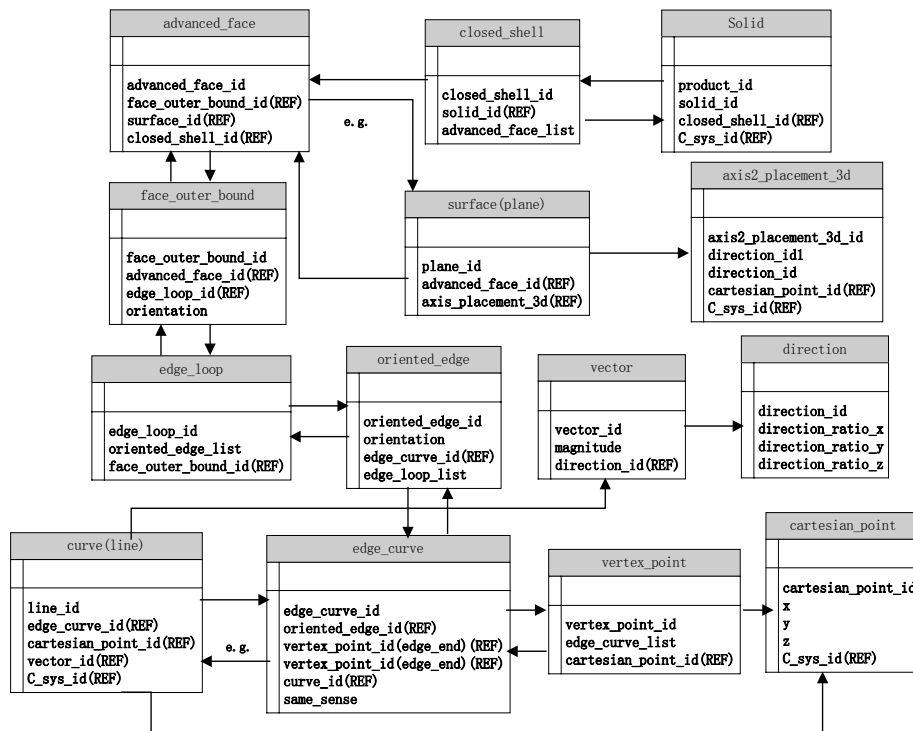 advanced_face
advanced_face_id
face_outer_bound_id(REF)
surface_id(REF)
closed_shell_id(REF)
closed_shell
closed_shell_id
solid_id(REF)
advanced_face_list
Solid
product_id
solid_id
closed_shell_id(REF)
C_sys_id(REF)
e.g.
face_outer_bound
face_outer_bound_id
advanced_face_id(REF)
edge_loop_id(REF)
orientation
surface(plane)
plane_id
advanced_face_id(REF)
axis_placement_3d(REF)
axis2_placement_3d
axis2_placement_3d_id
direction_id1
direction_id
cartesian_point_id(REF)
C_sys_id(REF)
edge_loop
edge_loop_id
oriented_edge_list
face_outer_bound_id(REF)
oriented_edge
oriented_edge_id
orientation
edge_curve_id(REF)
edge_loop_list
vector
vector_id
magnitude
direction_id(REF)
direction
direction_id
direction_ratio_x
direction_ratio_y
direction_ratio_z
curve(line)
line_id
edge_curve_id(REF)
cartesian_point_id(REF)
vector_id(REF)
C_sys_id(REF)
e.g.
edge_curve
edge_curve_id
oriented_edge_id(REF)
vertex_point_id(edge_end)(REF)
vertex_point_id(edge_end)(REF)
curve_id(REF)
same_sense
vertex_point
vertex_point_id
edge_curve_list
cartesian_point_id(REF)
cartesian_point
cartesian_point_id
x
y
z
C_sys_id(REF)